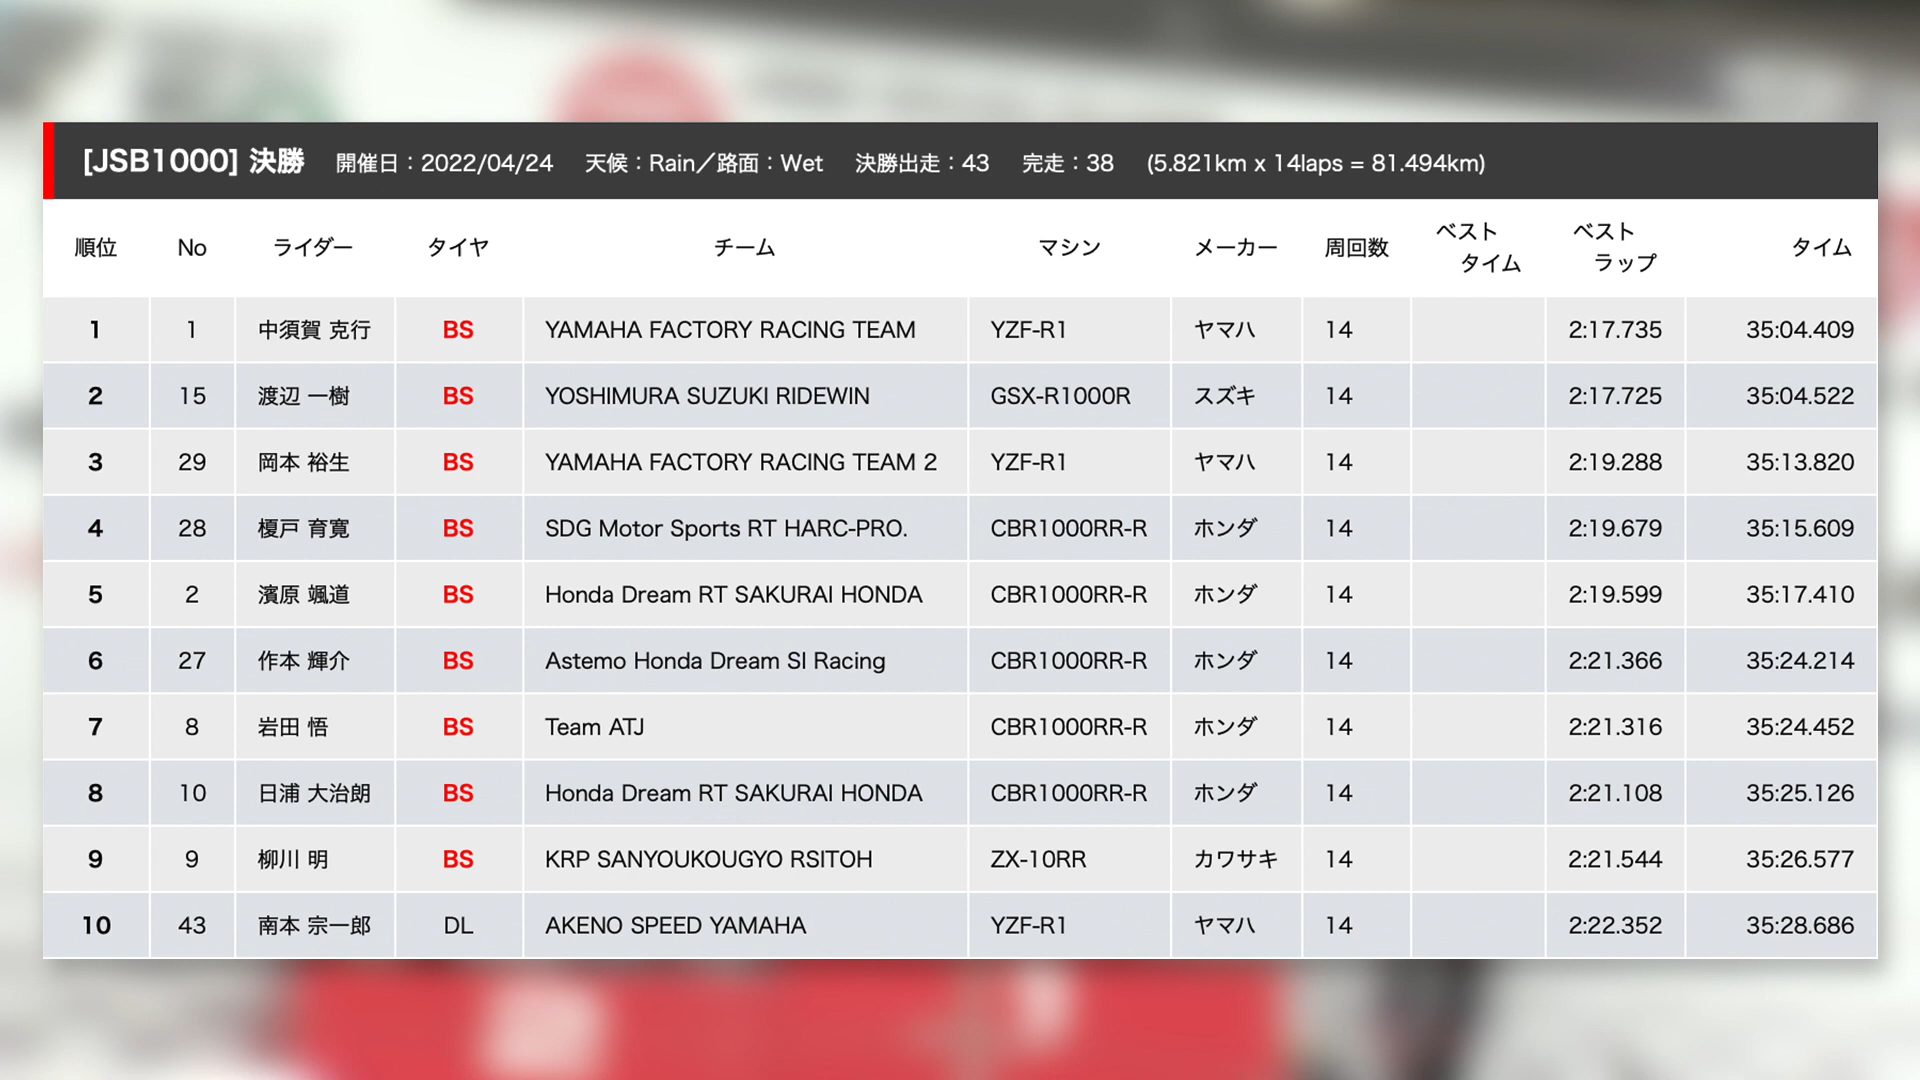 [JSB1000] 決勝 開催日：2022/04/24 天候：Rain／路面：Wet 決勝出走：43 完走：38 (5.821km x 14laps = 81.494km)
順位 No ライダー タイヤ チーム マシン メーカー 周回数 ベストタイム ベストラップ タイム
1 1 中須賀 克行 BS YAMAHA FACTORY RACING TEAM YZF-R1 ヤマハ 14 2:17.735 35:04.409
2 15 渡辺 一樹 BS YOSHIMURA SUZUKI RIDEWIN GSX-R1000R スズキ 14 2:17.725 35:04.522
3 29 岡本 裕生 BS YAMAHA FACTORY RACING TEAM 2 YZF-R1 ヤマハ 14 2:19.288 35:13.820
4 28 榎戸 育寛 BS SDG Motor Sports RT HARC-PRO. CBR1000RR-R ホンダ 14 2:19.679 35:15.609
5 2 濱原 颯道 BS Honda Dream RT SAKURAI HONDA CBR1000RR-R ホンダ 14 2:19.599 35:17.410
6 27 作本 輝介 BS Astemo Honda Dream SI Racing CBR1000RR-R ホンダ 14 2:21.366 35:24.214
7 8 岩田 悟 BS Team ATJ CBR1000RR-R ホンダ 14 2:21.316 35:24.452
8 10 日浦 大治朗 BS Honda Dream RT SAKURAI HONDA CBR1000RR-R ホンダ 14 2:21.108 35:25.126
9 9 柳川 明 BS KRP SANYOUKOUGYO RSITOH ZX-10RR カワサキ 14 2:21.544 35:26.577
10 43 南本 宗一郎 DL AKENO SPEED YAMAHA YZF-R1 ヤマハ 14 2:22.352 35:28.686